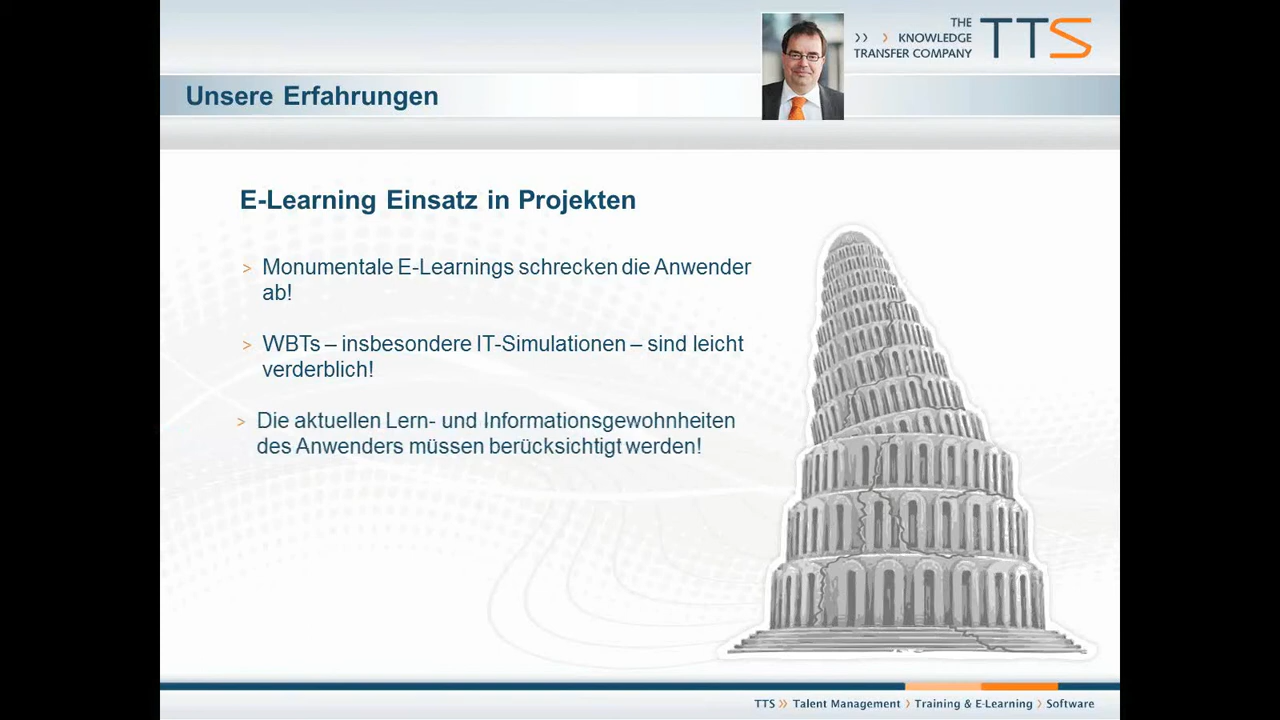 THE
>> > KNOWLEDGE
TRANSFER COMPANY
TTS
Unsere Erfahrungen
E-Learning Einsatz in Projekten
> Monumentale E-Learnings schrecken die Anwender
ab!
> WBTs – insbesondere IT-Simulationen – sind leicht
verderblich!
> Die aktuellen Lern- und Informationsgewohnheiten
des Anwenders müssen berücksichtigt werden!
TTS >> Talent Management > Training & E-Learning > Software